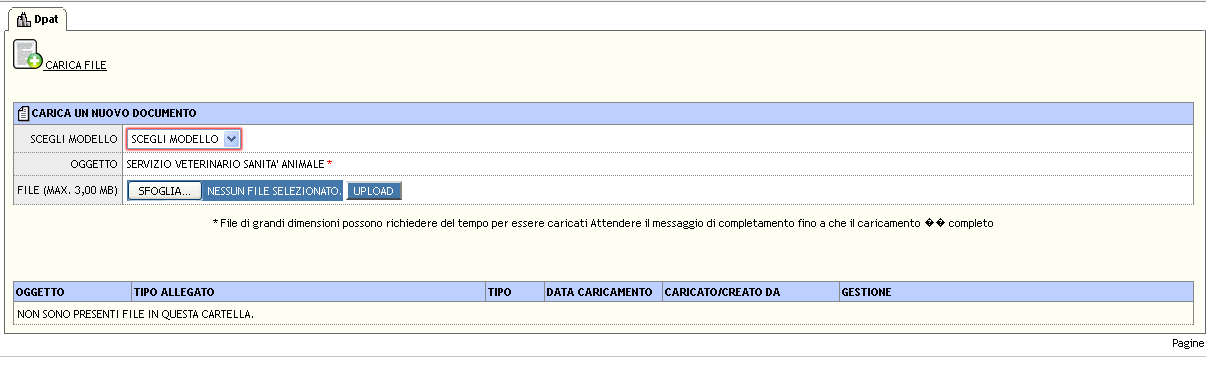 Dpat
CARICA FILE
CARICA UN NUOVO DOCUMENTO
SCEGLI MODELLO SCEGLI MODELLO
OGGETTO SERVIZIO VETERINARIO SANITA' ANIMALE *
FILE (MAX. 3,00 MB) SFOGLIA... NESSUN FILE SELEZIONATO. UPLOAD
* File di grandi dimensioni possono richiedere del tempo per essere caricati Attendere il messaggio di completamento fino a che il caricamento �� completo
OGGETTO TIPO ALLEGATO TIPO DATA CARICAMENTO CARICATO/CREATO DA GESTIONE
NON SONO PRESENTI FILE IN QUESTA CARTELLA.
Pagine